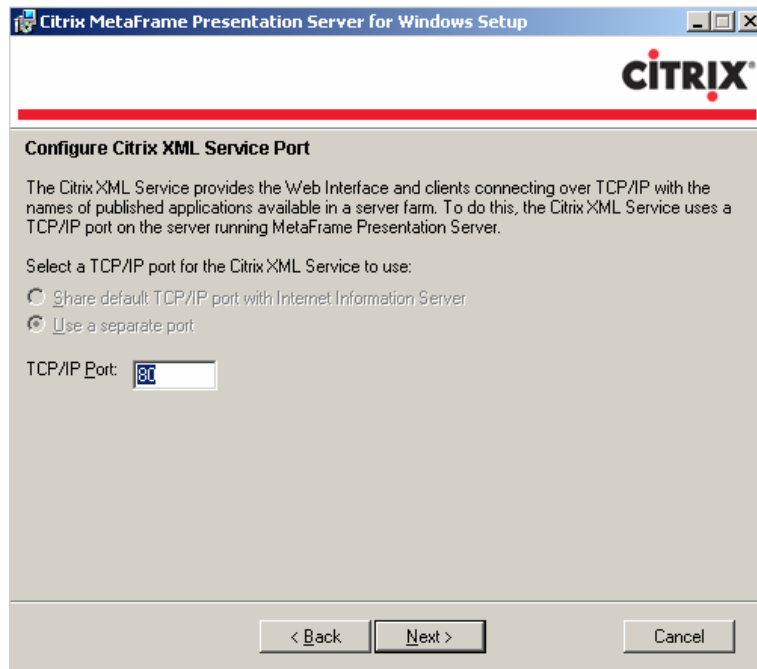 Citrix MetaFrame Presentation Server for Windows Setup
CİTRIX
Configure Citrix XML Service Port
The Citrix XML Service provides the Web Interface and clients connecting over TCP/IP with the
names of published applications available in a server farm. To do this, the Citrix XML Service uses a
TCP/IP port on the server running MetaFrame Presentation Server.
Select a TCP/IP port for the Citrix XML Service to use:
Share default TCP/IP port with Internet Information Server
Use a separate port
TCP/IP Port: 80
< Back Next > Cancel